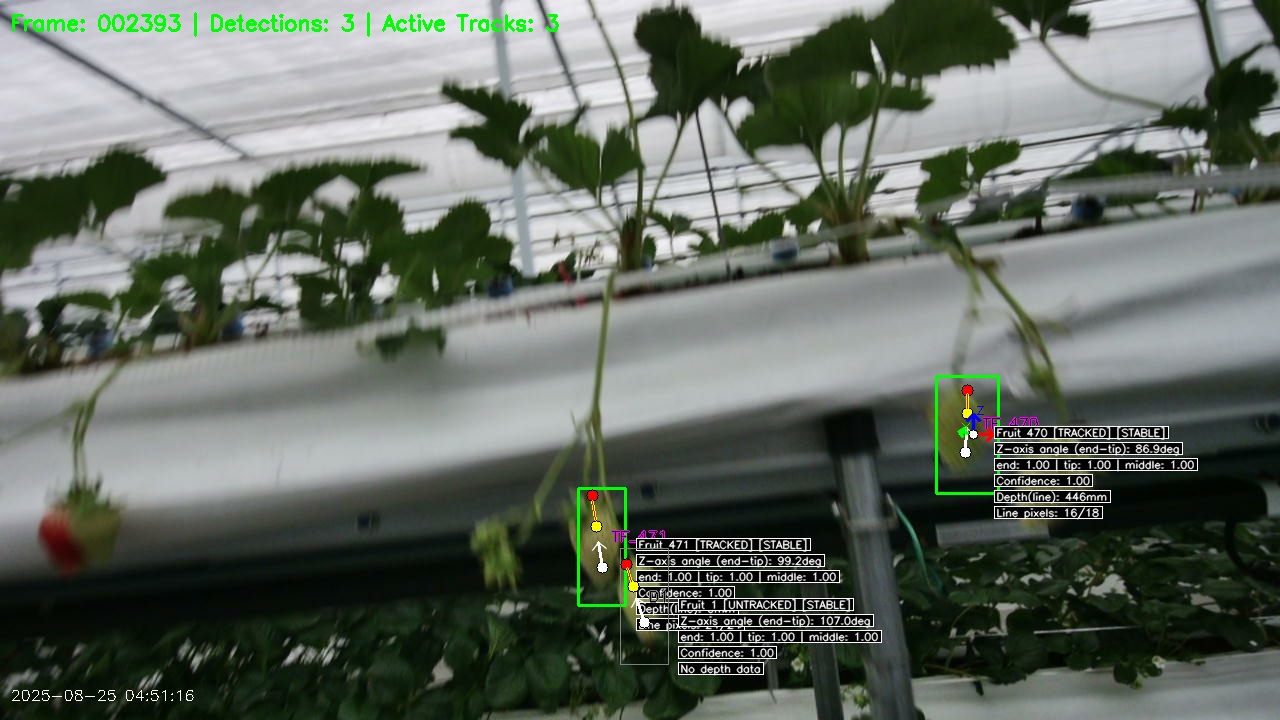 Frame: 002393 | Detections: 3 | Active Tracks: 3
Z
TF_470
Fruit 470 [TRACKED] [STABLE]
Z-axis angle (end-tip): 86.9deg
end: 1.00 | tip: 1.00 | middle: 1.00
Confidence: 1.00
Depth(line): 446mm
Line pixels: 16/18
TF_471
Fruit 471 [TRACKED] [STABLE]
Z-axis angle (end-tip): 99.2deg
end: 1.00 | tip: 1.00 | middle: 1.00
Confidence: 1.00
Fruit 1 [UNTRACKED] [STABLE]
Z-axis angle (end-tip): 107.0deg
end: 1.00 | tip: 1.00 | middle: 1.00
Confidence: 1.00
No depth data
2025-08-25 04:51:16